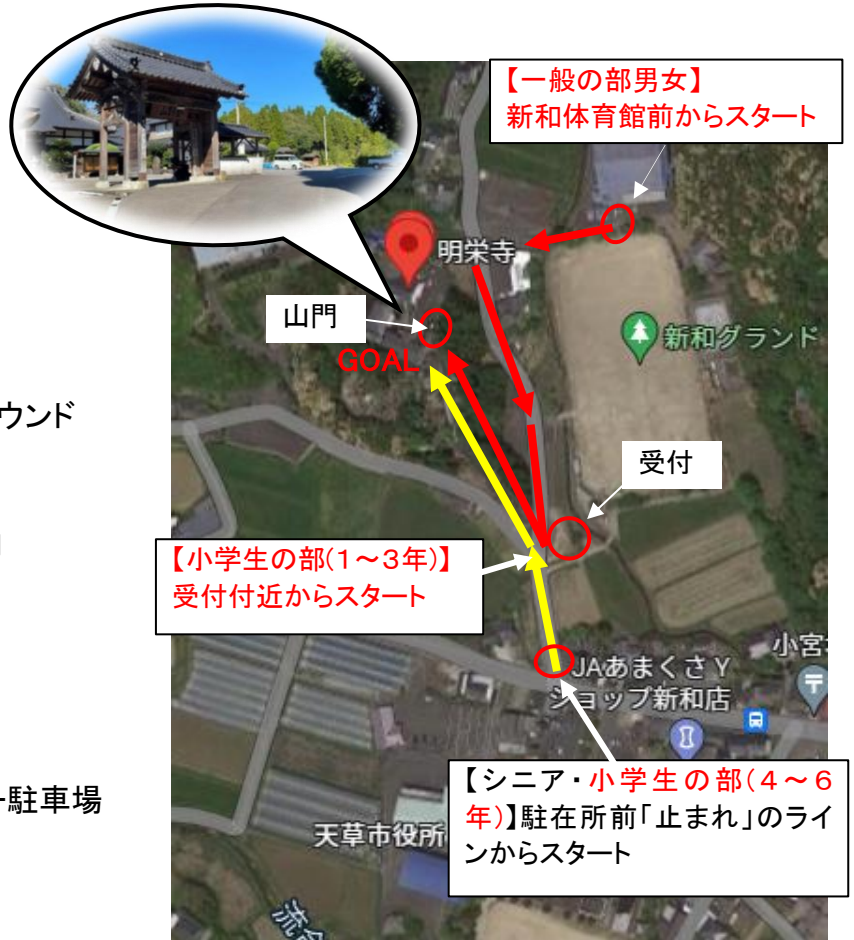 【一般の部男女】
新和体育館前からスタート
明栄寺
山門
新和グランド
GOAL
ウンド
受付
【小学生の部(1～3年)】
受付付近からスタート
小宮
JAあまくさ Y
ショップ新和店
【シニア・小学生の部(4～6
年)】駐在所前「止まれ」のライ
ンからスタート
駐車場
天草市役所
流合